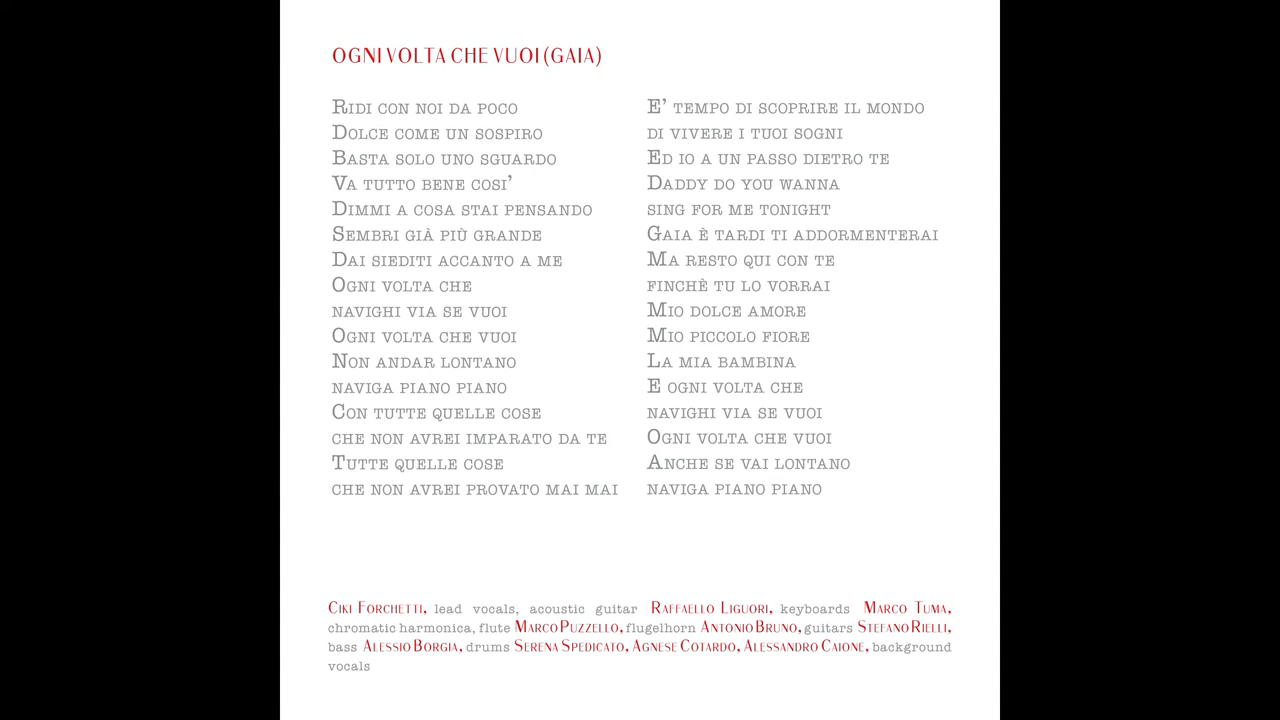 OGNI VOLTA CHE VUOI (GAIA)
RIDI CON NOI DA POCO
DOLCE COME UN SOSPIRO
BASTA SOLO UNO SGUARDO
VA TUTTO BENE COSI'
DIMMI A COSA STAI PENSANDO
SEMBRI GIÀ PIÙ GRANDE
DAI SIEDITI ACCANTO A ME
OGNI VOLTA CHE
NAVIGHI VIA SE VUOI
OGNI VOLTA CHE VUOI
NON ANDAR LONTANO
NAVIGA PIANO PIANO
CON TUTTE QUELLE COSE
CHE NON AVREI IMPARATO DA TE
TUTTE QUELLE COSE
CHE NON AVREI PROVATO MAI MAI
E' TEMPO DI SCOPRIRE IL MONDO
DI VIVERE I TUOI SOGNI
ED IO A UN PASSO DIETRO TE
DADDY DO YOU WANNA
SING FOR ME TONIGHT
GAIA È TARDI TI ADDORMENTERAI
MA RESTO QUI CON TE
FINCHÈ TU LO VORRAI
MIO DOLCE AMORE
MIO PICCOLO FIORE
LA MIA BAMBINA
E OGNI VOLTA CHE
NAVIGHI VIA SE VUOI
OGNI VOLTA CHE VUOI
ANCHE SE VAI LONTANO
NAVIGA PIANO PIANO
CIKI FORCHETTI, lead vocals, acoustic guitar RAFFAELLO LIGUORI, keyboards MARCO TUMA,
chromatic harmonica, flute MARCO PUZZELLO, flugelhorn ANTONIO BRUNO, guitars STEFANO RIELLI,
bass ALESSIO BORGIA, drums SERENA SPEDICATO, AGNESE COTARDO, ALESSANDRO CAIONE, background
vocals